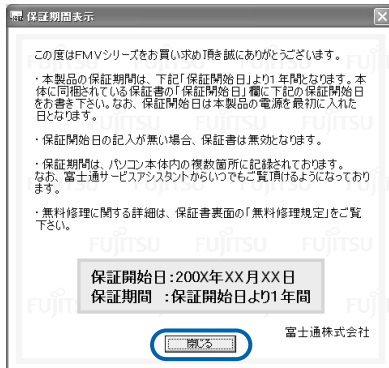 保証期間表示
この度はFMVシリーズをお買い求め頂き誠にありがとうございます。
・本製品の保証期間は、下記「保証開始日」より1年間となります。本
体に同梱されている保証書の「保証開始日」欄に下記の保証開始日
をお書き下さい。なお、保証開始日は本製品の電源を最初に入れた
日となります。
・保証開始日の記入が無い場合、保証書は無効となります。
・保証期間は、パソコン本体内の複数箇所に記録されております。
なお、富士通サービスアシスタントからいつでもご覧頂けるようになっており
ます。
・無料修理に関する詳細は、保証書裏面の「無料修理規定」をご覧
下さい。
保証開始日:200X年XX月XX日
保証期間 :保証開始日より1年間
富士通株式会社
閉じる